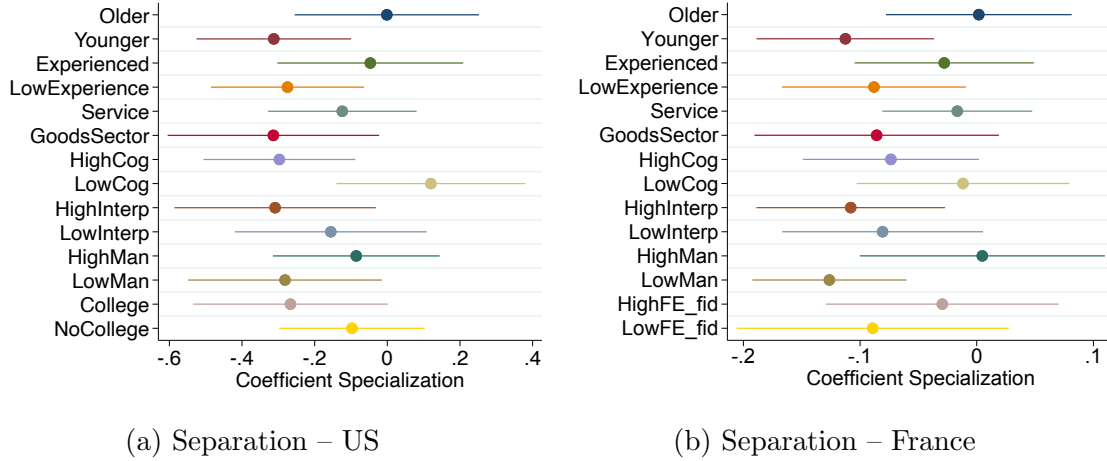 Older
Younger
Experienced
LowExperience
Service
GoodsSector
HighCog
LowCog
HighInterp
LowInterp
HighMan
LowMan
College
NoCollege
-.6 -.4 -.2 0 .2 .4
Coefficient Specialization
(a) Separation – US
Older
Younger
Experienced
LowExperience
Service
GoodsSector
HighCog
LowCog
HighInterp
LowInterp
HighMan
LowMan
HighFE_fid
LowFE_fid
-.2 -.1 0 .1
Coefficient Specialization
(b) Separation – France